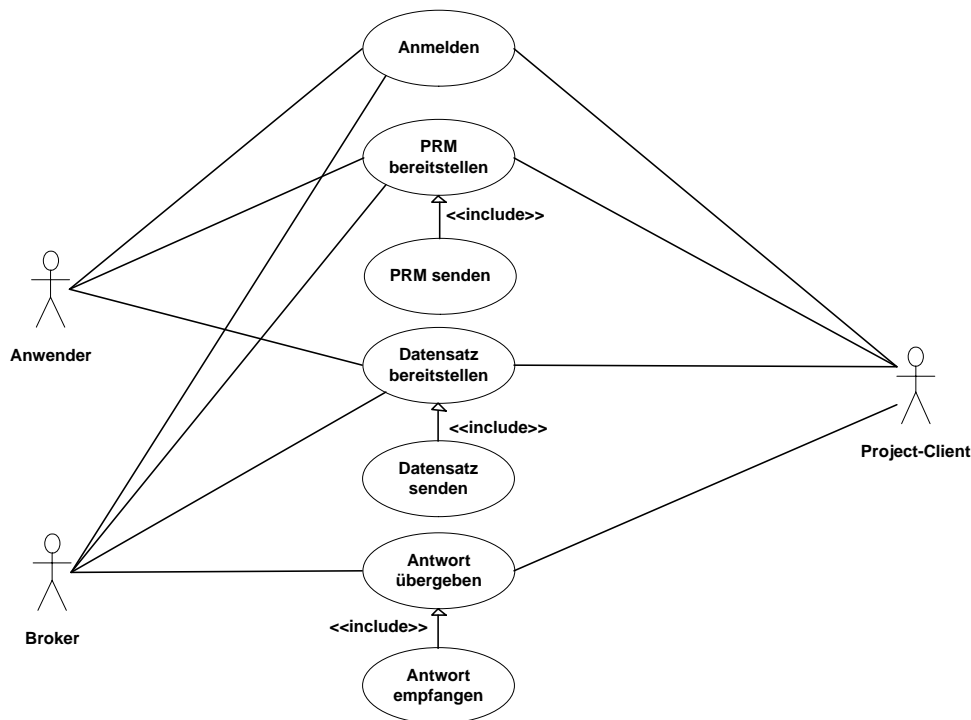 Anmelden
PRM
bereitstellen
<<include>>
PRM senden
Anwender
Datensatz
bereitstellen
<<include>>
Project-Client
Datensatz
senden
Antwort
übergeben
<<include>>
Broker
Antwort
empfangen